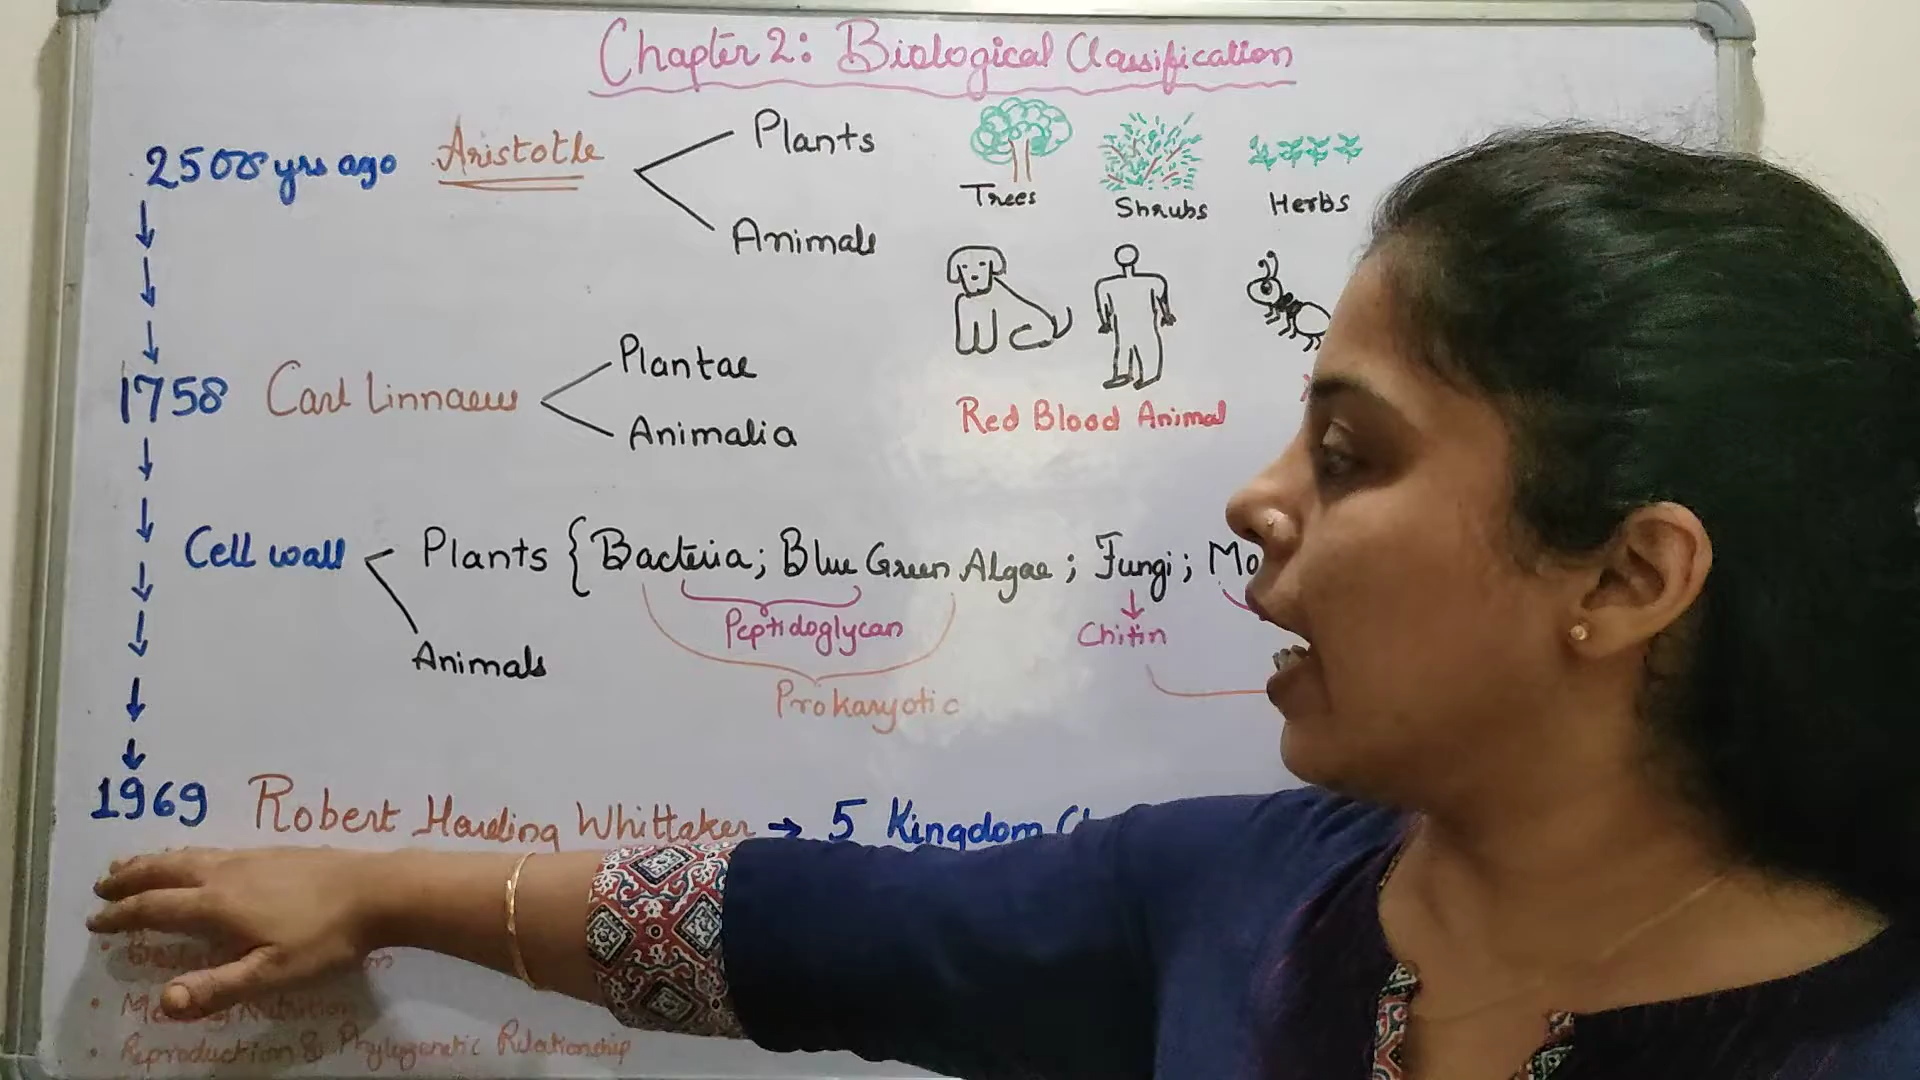 Chapter 2: Biological Classification
2500 yrs ago Aristotle Plants
Trees Shrubs Herbs
Animals
1758 Carl Linnaeus Plantae
Animalia
Red Blood Animal
Cell wall Plants { Bacteria; Blue Green Algae; Fungi; Mo
Peptidoglycan Chitin
Animals
Prokaryotic
1969 Robert Harding Whittaker → 5 Kingdom Cl
Nutrition
• Reproduction & Phylogenetic Relationship